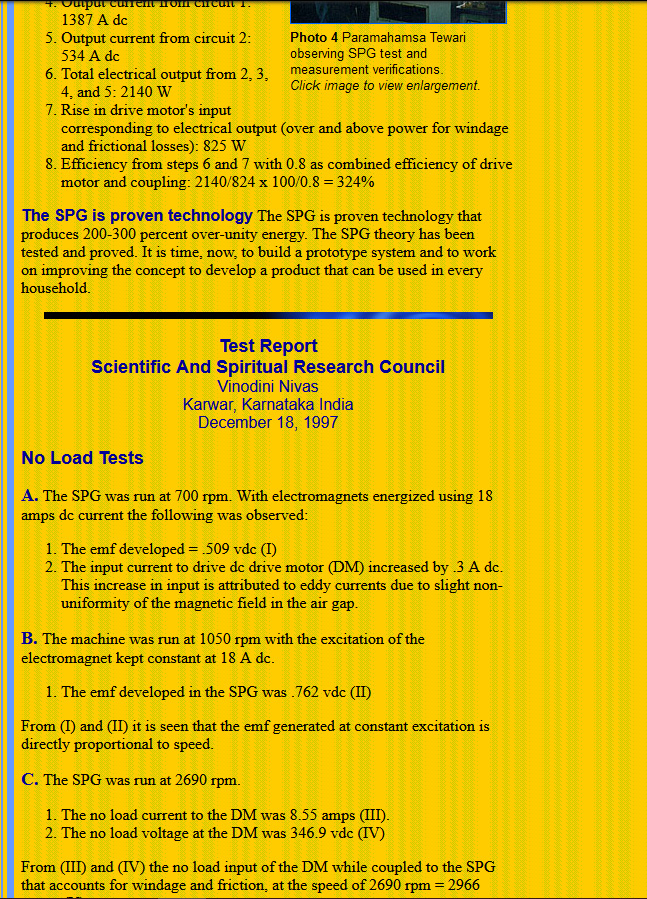 4. Output current from circuit 1:
1387 A dc
5. Output current from circuit 2:
534 A dc
6. Total electrical output from 2, 3,
4, and 5: 2140 W
Photo 4 Paramahamsa Tewari
observing SPG test and
measurement verifications.
Click image to view enlargement.
7. Rise in drive motor's input
corresponding to electrical output (over and above power for windage
and frictional losses): 825 W
8. Efficiency from steps 6 and 7 with 0.8 as combined efficiency of drive
motor and coupling: 2140/824 x 100/0.8 = 324%
The SPG is proven technology The SPG is proven technology that
produces 200-300 percent over-unity energy. The SPG theory has been
tested and proved. It is time, now, to build a prototype system and to work
on improving the concept to develop a product that can be used in every
household.
Test Report
Scientific And Spiritual Research Council
Vinodini Nivas
Karwar, Karnataka India
December 18, 1997
No Load Tests
A. The SPG was run at 700 rpm. With electromagnets energized using 18
amps dc current the following was observed:
1. The emf developed = .509 vdc (I)
2. The input current to drive dc drive motor (DM) increased by .3 A dc.
This increase in input is attributed to eddy currents due to slight non-
uniformity of the magnetic field in the air gap.
B. The machine was run at 1050 rpm with the excitation of the
electromagnet kept constant at 18 A dc.
1. The emf developed in the SPG was .762 vdc (II)
From (I) and (II) it is seen that the emf generated at constant excitation is
directly proportional to speed.
C. The SPG was run at 2690 rpm.
1. The no load current to the DM was 8.55 amps (III).
2. The no load voltage at the DM was 346.9 vdc (IV)
From (III) and (IV) the no load input of the DM while coupled to the SPG
that accounts for windage and friction, at the speed of 2690 rpm = 2966